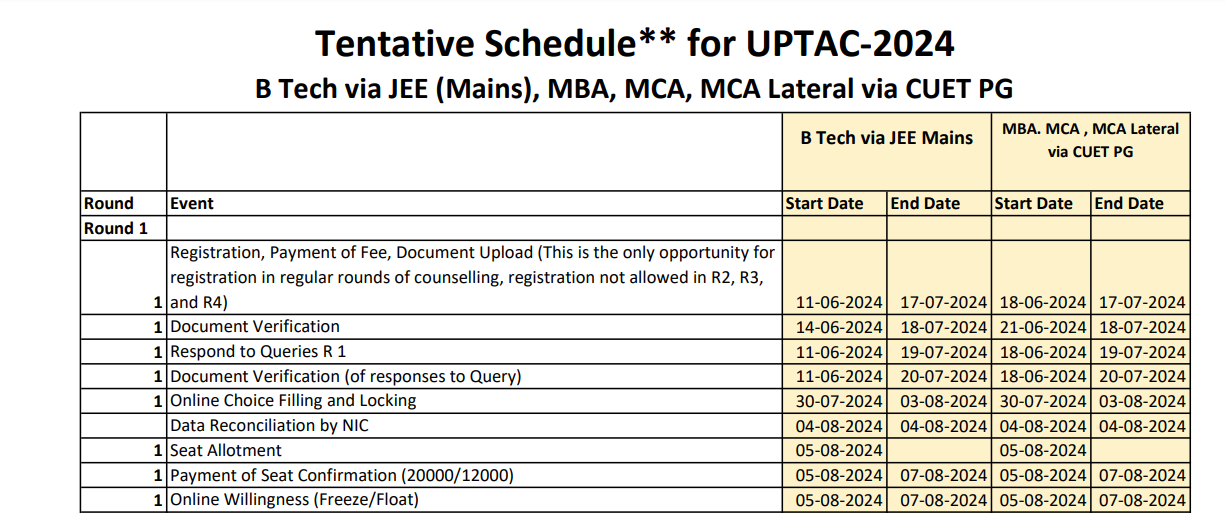 Tentative Schedule** for UPTAC-2024
B Tech via JEE (Mains), MBA, MCA, MCA Lateral via CUET PG
B Tech via JEE Mains
MBA. MCA , MCA Lateral
via CUET PG
Round Event Start Date End Date Start Date End Date
Round 1
Registration, Payment of Fee, Document Upload (This is the only opportunity for
registration in regular rounds of counselling, registration not allowed in R2, R3,
1 and R4) 11-06-2024 17-07-2024 18-06-2024 17-07-2024
1 Document Verification 14-06-2024 18-07-2024 21-06-2024 18-07-2024
1 Respond to Queries R 1 11-06-2024 19-07-2024 18-06-2024 19-07-2024
1 Document Verification (of responses to Query) 11-06-2024 20-07-2024 18-06-2024 20-07-2024
1 Online Choice Filling and Locking 30-07-2024 03-08-2024 30-07-2024 03-08-2024
Data Reconciliation by NIC 04-08-2024 04-08-2024 04-08-2024 04-08-2024
1 Seat Allotment 05-08-2024 05-08-2024
1 Payment of Seat Confirmation (20000/12000) 05-08-2024 07-08-2024 05-08-2024 07-08-2024
1 Online Willingness (Freeze/Float) 05-08-2024 07-08-2024 05-08-2024 07-08-2024